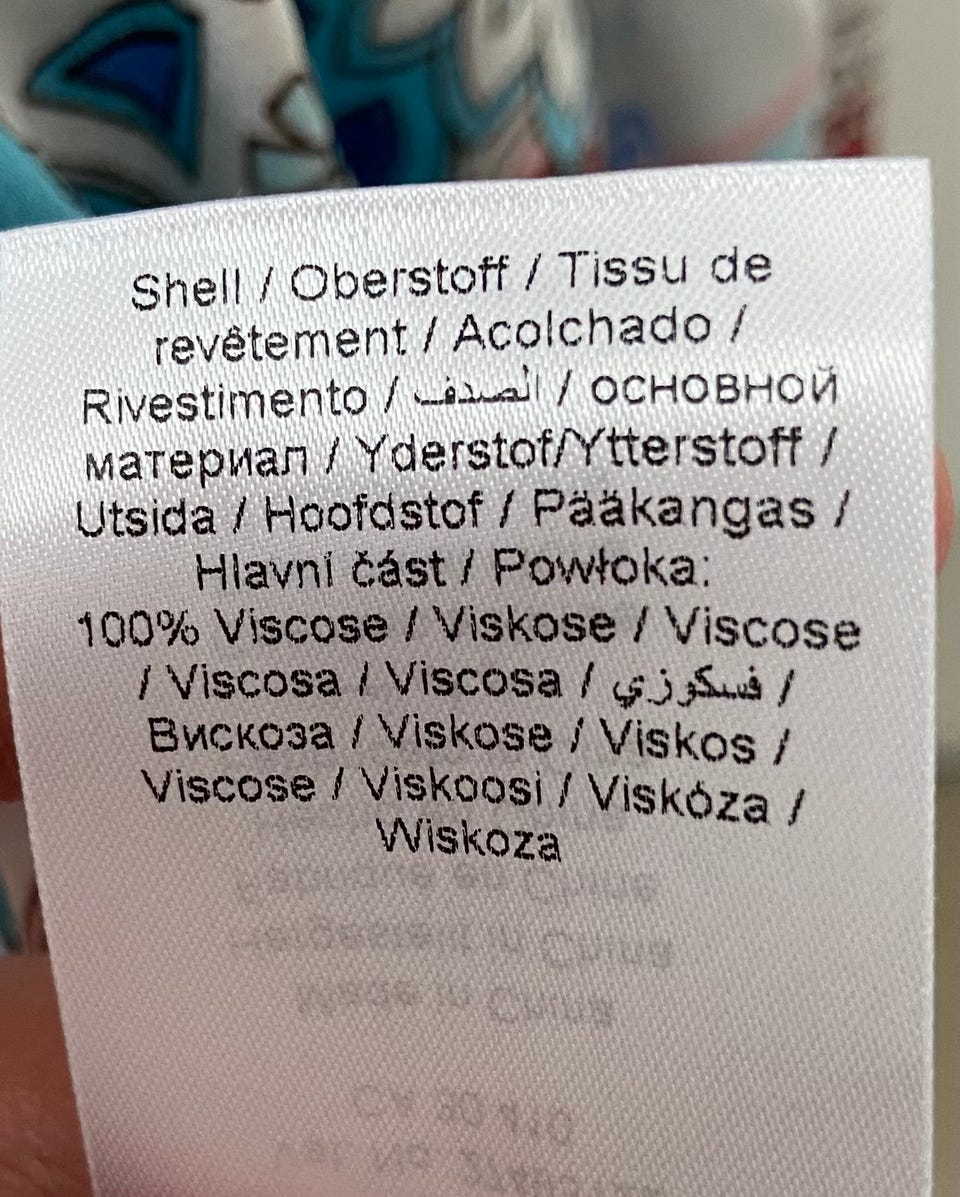 Shell / Oberstoff / Tissu de
revêtement / Acolchado /
Rivestimento / الصدف / основной
материал / Yderstof/Ytterstoff /
Utsida / Hoofdstof / Pääkangas /
Hlavní část / Powłoka:
100% Viscose / Viskose / Viscose
/ Viscosa / Viscosa / فسكوزي /
Вискоза / Viskose / Viskos /
Viscose / Viskoosi / Viskóza /
Wiskoza